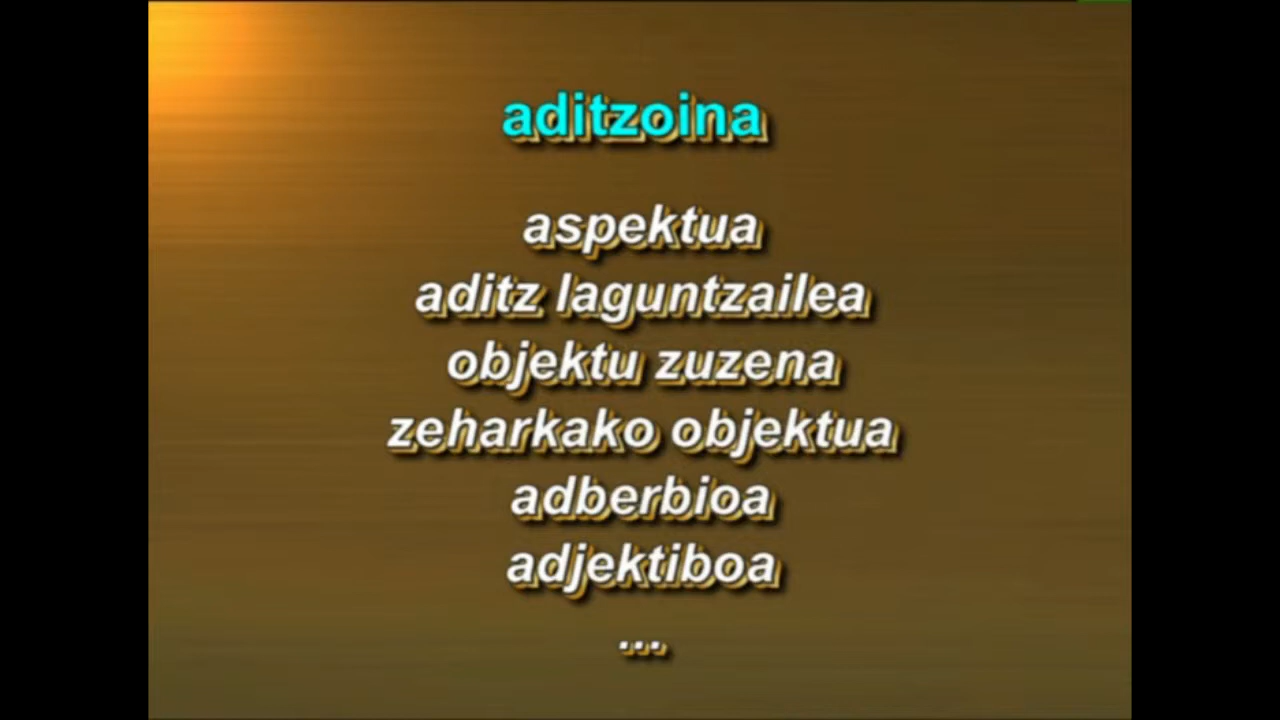 aditzoina
aspektua
aditz laguntzailea
objektu zuzena
zeharkako objektua
adberbioa
adjektiboa
...